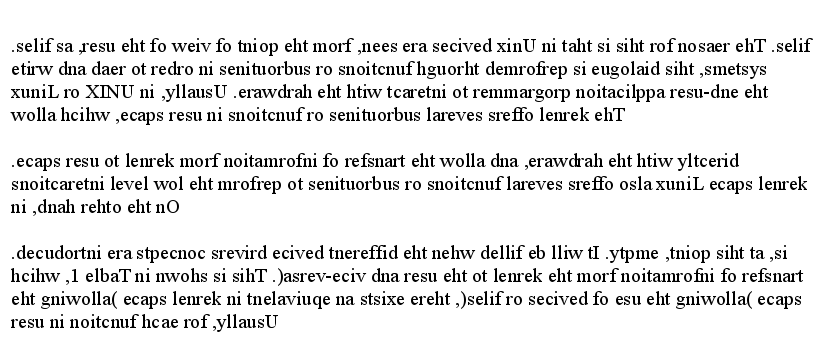 .selif sa ,resu eht fo weiv fo tniop eht morf ,nees era secived xinU ni taht si siht rof nosaer ehT .selif
etirw dna daer ot redro ni senituorbus ro snoitcnuf hguorht demrofrep si eugolaid siht ,smetsys
xuniL ro XINU ni ,yllausU .erawdrah eht htiw tcaretni ot remmargorp noitacilppa resu-dne eht
wolla hcihw ,ecaps resu ni snoitcnuf ro senituorbus lareves sreffo lenrek ehT
.ecaps resu ot lenrek morf noitamrofni fo refsnart eht wolla dna ,erawdrah eht htiw yltcerid
snoitcaretni level wol eht mrofrep ot senituorbus ro snoitcnuf lareves sreffo osla xuniL ecaps lenrek
ni ,dnah rehto eht nO
.decudortni era stpecnoc srevird ecived tnereffid eht nehw dellif eb lliw tI .ytpme ,tniop siht ta ,si
hcihw ,1 elbaT ni nwohs si sihT .)asrev-eciv dna resu eht ot lenrek eht morf noitamrofni fo refsnart
eht gniwolla( ecaps lenrek ni tnelaviuqe na stsixe ereht ,)selif ro secived fo esu eht gniwolla( ecaps
resu ni noitcnuf hcae rof ,yllausU